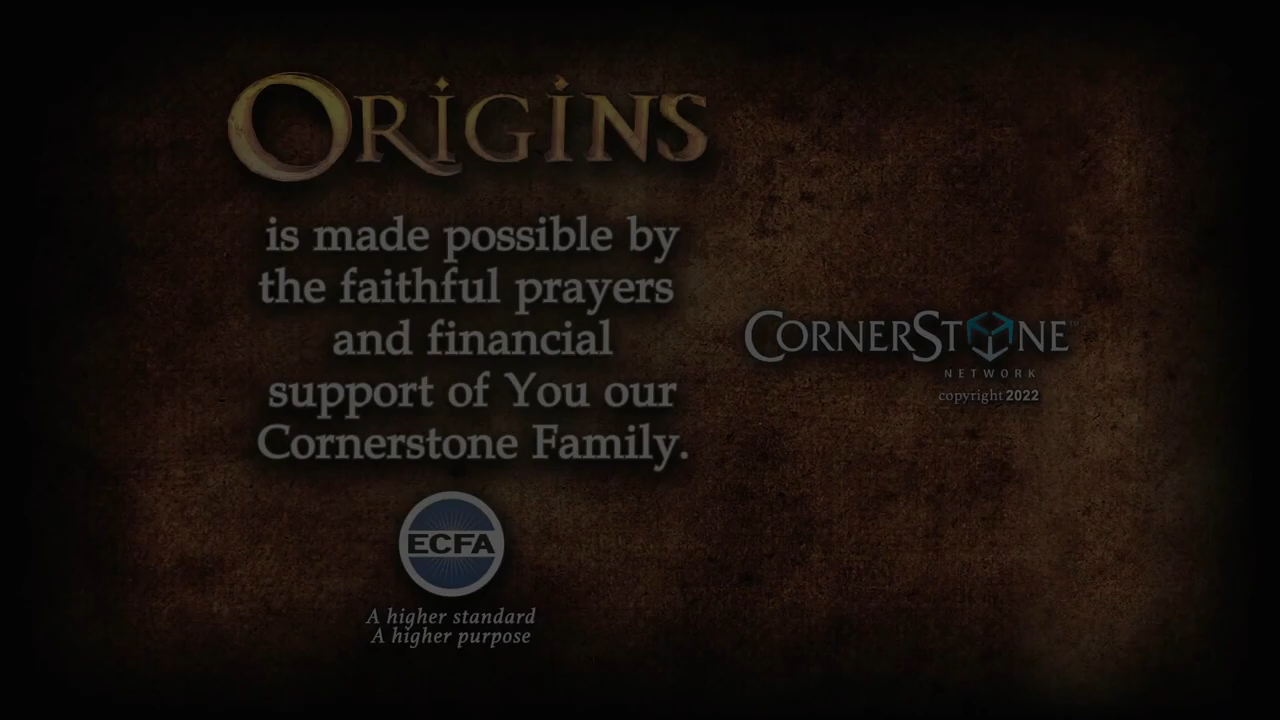 ORIGINS
is made possible by
the faithful prayers
and financial
support of You our
Cornerstone Family.
ECFA
A higher standard
A higher purpose
CORNERSTONE™
NETWORK
copyright 2022